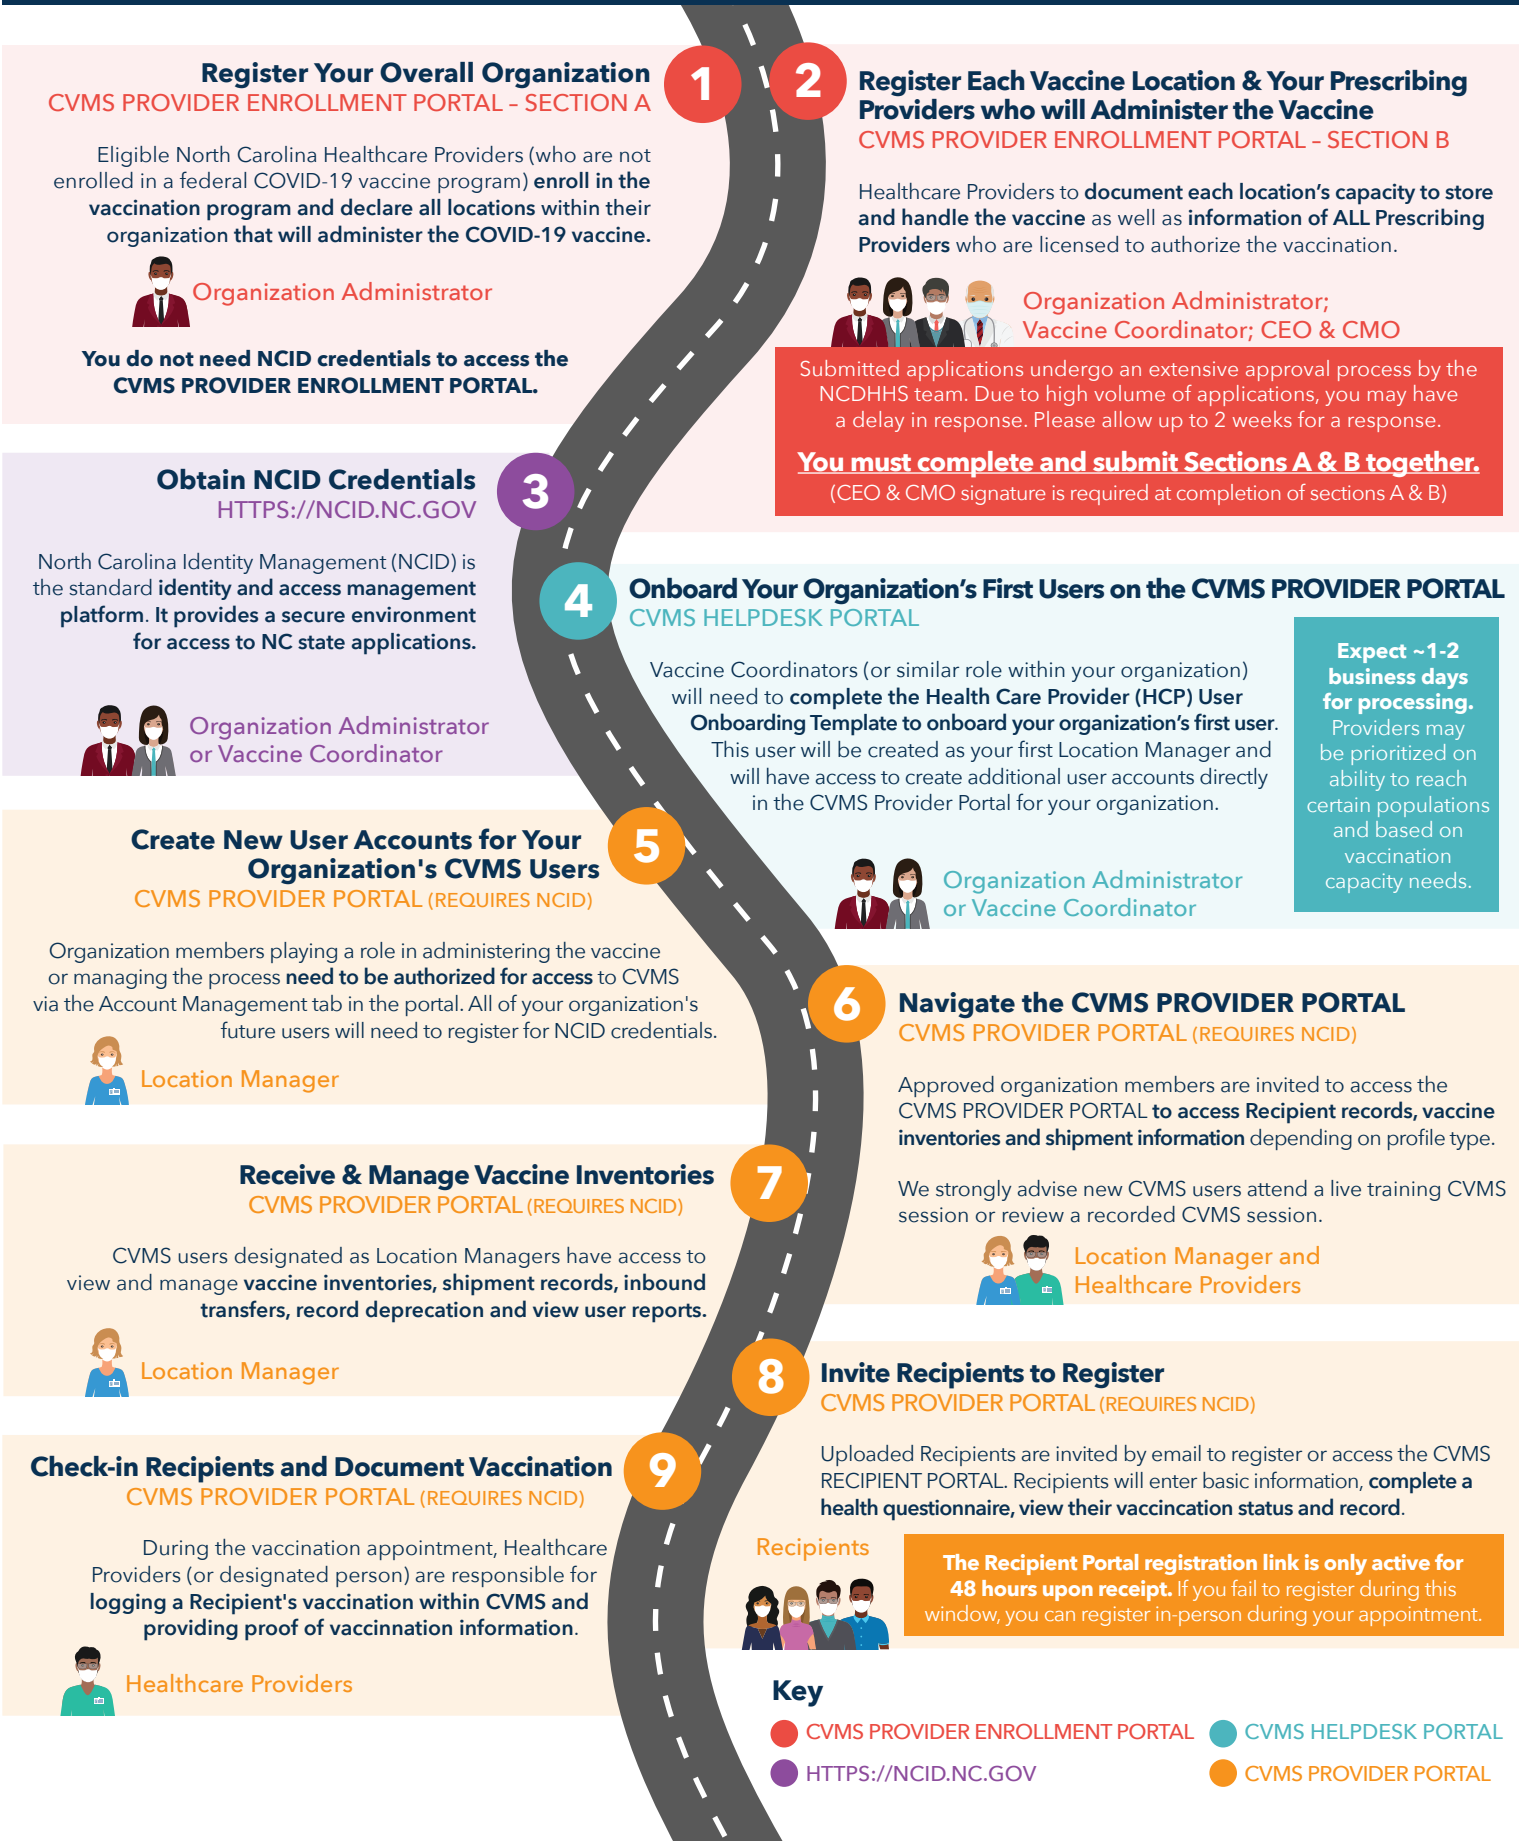 1
Register Your Overall Organization
CVMS PROVIDER ENROLLMENT PORTAL – SECTION A
Eligible North Carolina Healthcare Providers (who are not
enrolled in a federal COVID-19 vaccine program) enroll in the
vaccination program and declare all locations within their
organization that will administer the COVID-19 vaccine.
Organization Administrator
You do not need NCID credentials to access the
CVMS PROVIDER ENROLLMENT PORTAL.
2
Register Each Vaccine Location & Your Prescribing
Providers who will Administer the Vaccine
CVMS PROVIDER ENROLLMENT PORTAL – SECTION B
Healthcare Providers to document each location's capacity to store
and handle the vaccine as well as information of ALL Prescribing
Providers who are licensed to authorize the vaccination.
Organization Administrator;
Vaccine Coordinator; CEO & CMO
Submitted applications undergo an extensive approval process by the
NCDHHS team. Due to high volume of applications, you may have
a delay in response. Please allow up to 2 weeks for a response.
You must complete and submit Sections A & B together.
(CEO & CMO signature is required at completion of sections A & B)
3
Obtain NCID Credentials
HTTPS://NCID.NC.GOV
North Carolina Identity Management (NCID) is
the standard identity and access management
platform. It provides a secure environment
for access to NC state applications.
Organization Administrator
or Vaccine Coordinator
4
Onboard Your Organization's First Users on the CVMS PROVIDER PORTAL
CVMS HELPDESK PORTAL
Vaccine Coordinators (or similar role within your organization)
will need to complete the Health Care Provider (HCP) User
Onboarding Template to onboard your organization's first user.
This user will be created as your first Location Manager and
will have access to create additional user accounts directly
in the CVMS Provider Portal for your organization.
Organization Administrator
or Vaccine Coordinator
Expect ~1-2
business days
for processing.
Providers may
be prioritized on
ability to reach
certain populations
and based on
vaccination
capacity needs.
5
Create New User Accounts for Your
Organization's CVMS Users
CVMS PROVIDER PORTAL (REQUIRES NCID)
Organization members playing a role in administering the vaccine
or managing the process need to be authorized for access to CVMS
via the Account Management tab in the portal. All of your organization's
future users will need to register for NCID credentials.
Location Manager
6
Navigate the CVMS PROVIDER PORTAL
CVMS PROVIDER PORTAL (REQUIRES NCID)
Approved organization members are invited to access the
CVMS PROVIDER PORTAL to access Recipient records, vaccine
inventories and shipment information depending on profile type.
We strongly advise new CVMS users attend a live training CVMS
session or review a recorded CVMS session.
Location Manager and
Healthcare Providers
7
Receive & Manage Vaccine Inventories
CVMS PROVIDER PORTAL (REQUIRES NCID)
CVMS users designated as Location Managers have access to
view and manage vaccine inventories, shipment records, inbound
transfers, record deprecation and view user reports.
Location Manager
8
Invite Recipients to Register
CVMS PROVIDER PORTAL (REQUIRES NCID)
Uploaded Recipients are invited by email to register or access the CVMS
RECIPIENT PORTAL. Recipients will enter basic information, complete a
health questionnaire, view their vaccincation status and record.
Recipients
The Recipient Portal registration link is only active for
48 hours upon receipt. If you fail to register during this
window, you can register in-person during your appointment.
9
Check-in Recipients and Document Vaccination
CVMS PROVIDER PORTAL (REQUIRES NCID)
During the vaccination appointment, Healthcare
Providers (or designated person) are responsible for
logging a Recipient's vaccination within CVMS and
providing proof of vaccinnation information.
Healthcare Providers
Key
CVMS PROVIDER ENROLLMENT PORTAL
CVMS HELPDESK PORTAL
HTTPS://NCID.NC.GOV
CVMS PROVIDER PORTAL